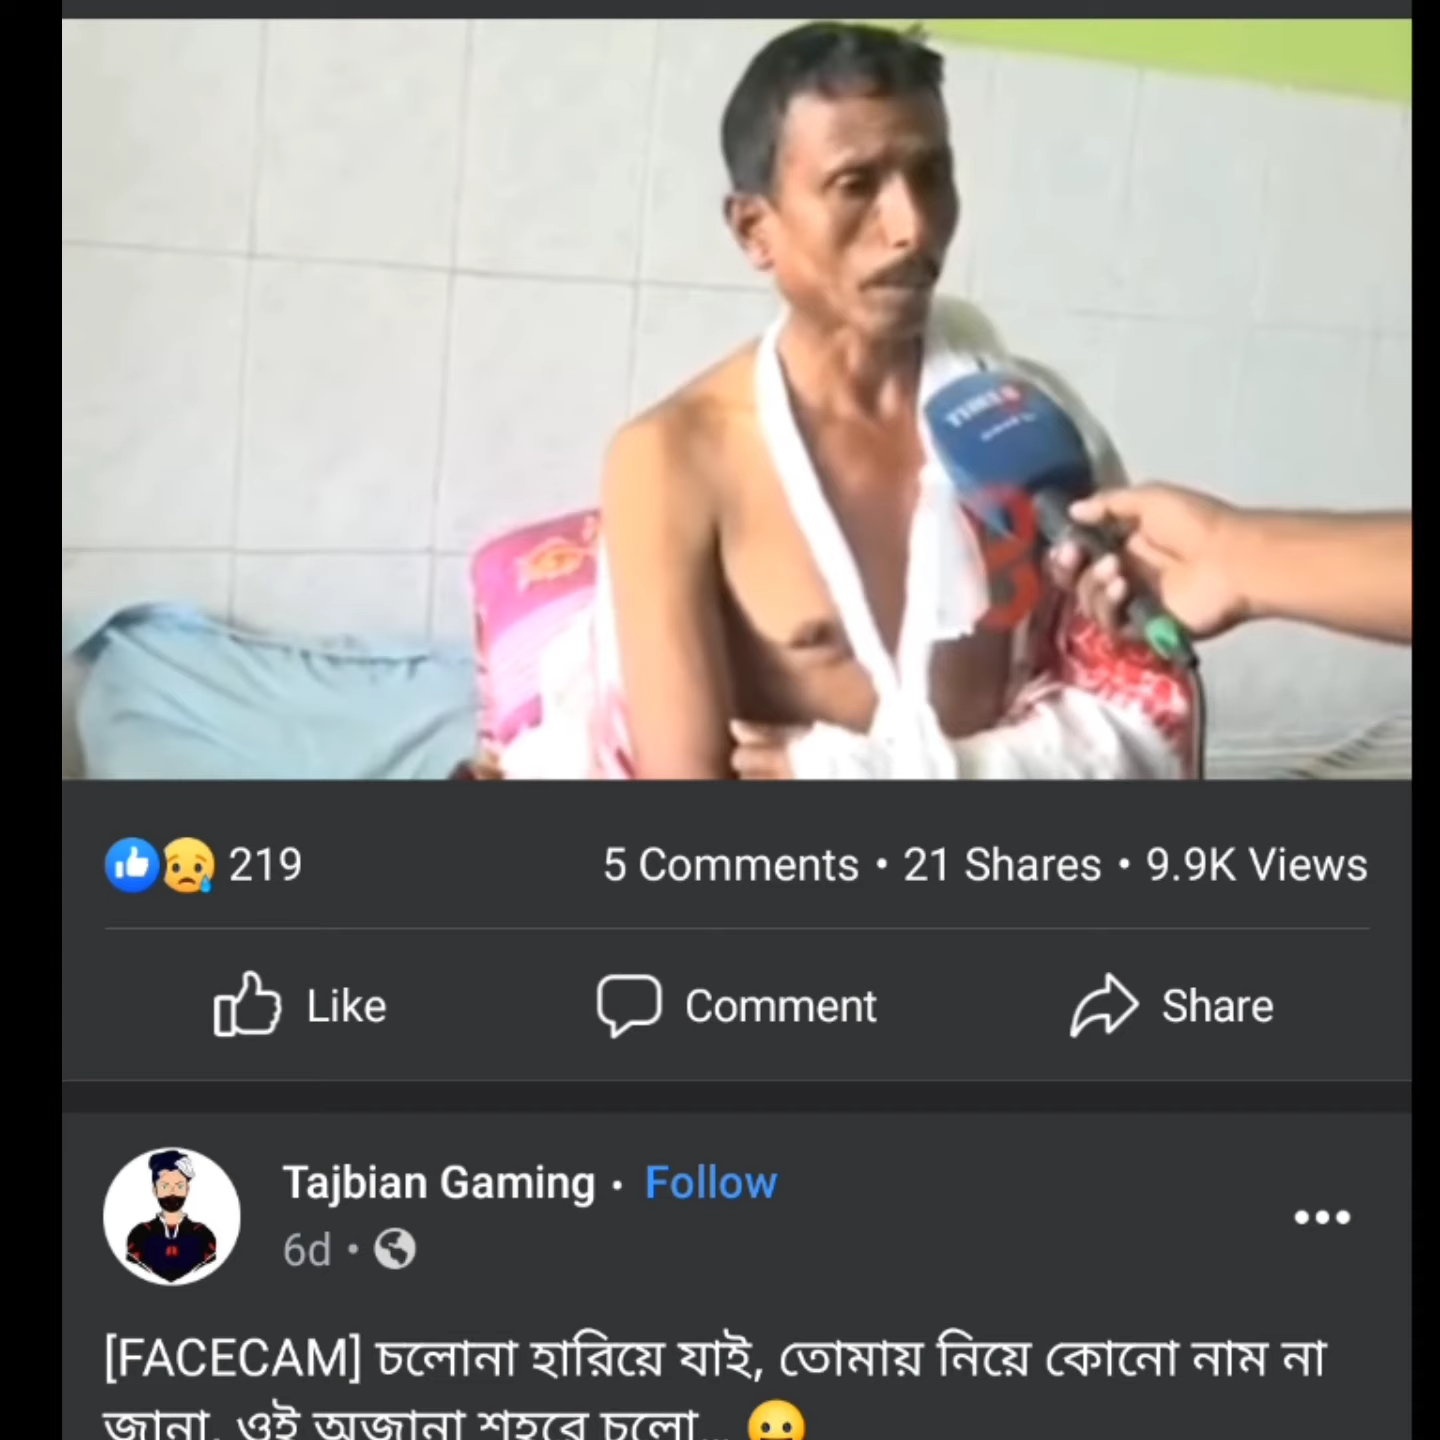 219
5 Comments • 21 Shares • 9.9K Views
Like
Comment
Share
Tajbian Gaming • Follow
6d •
[FACECAM] চলোনা হারিয়ে যাই, তোমায় নিয়ে কোনো নাম না
জানা, ওই অজানা শহরে চলো... 😀